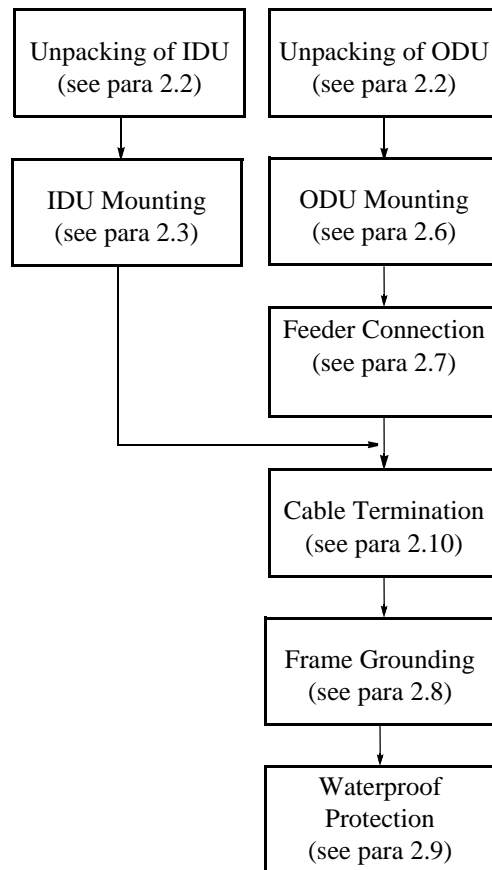 Unpacking of IDU
(see para 2.2)
Unpacking of ODU
(see para 2.2)
IDU Mounting
(see para 2.3)
ODU Mounting
(see para 2.6)
Feeder Connection
(see para 2.7)
Cable Termination
(see para 2.10)
Frame Grounding
(see para 2.8)
Waterproof
Protection
(see para 2.9)